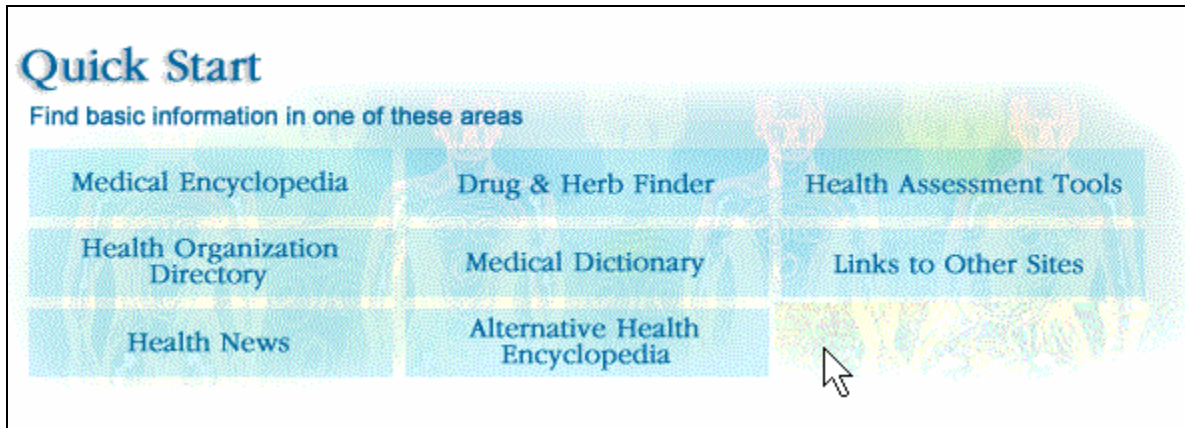 Quick Start
Find basic information in one of these areas
Medical Encyclopedia
Drug & Herb Finder
Health Assessment Tools
Health Organization
Directory
Medical Dictionary
Links to Other Sites
Health News
Alternative Health
Encyclopedia